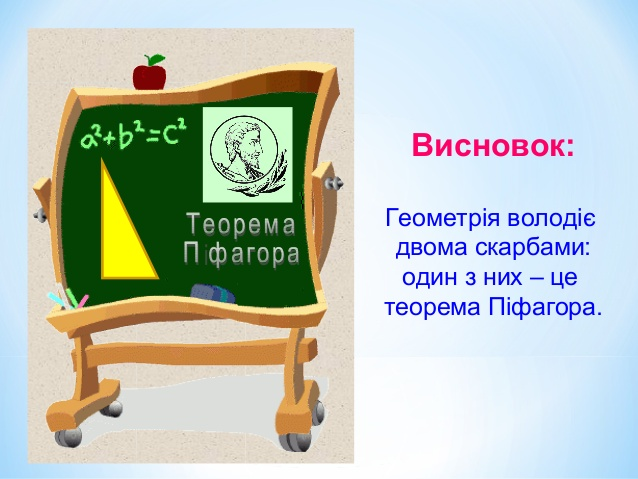 a²+b²=c²
Теорема
Піфагора
Висновок:
Геометрія володіє
двома скарбами:
один з них – це
теорема Піфагора.